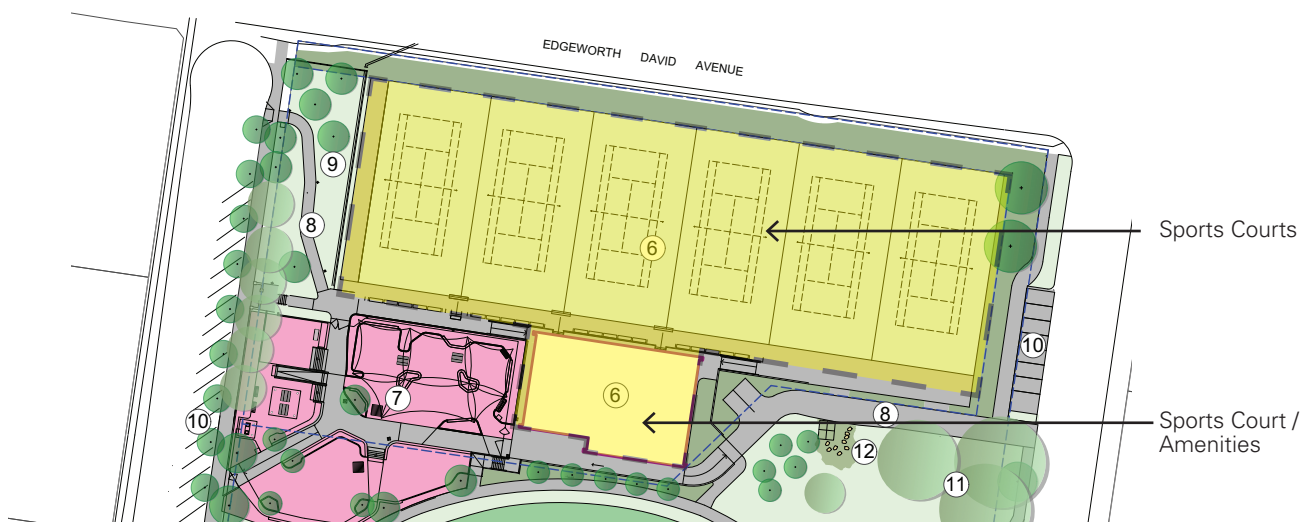 EDGEWORTH DAVID AVENUE
9
8
6
Sports Courts
10
7
6
10
8
Sports Court /
Amenities
12
11